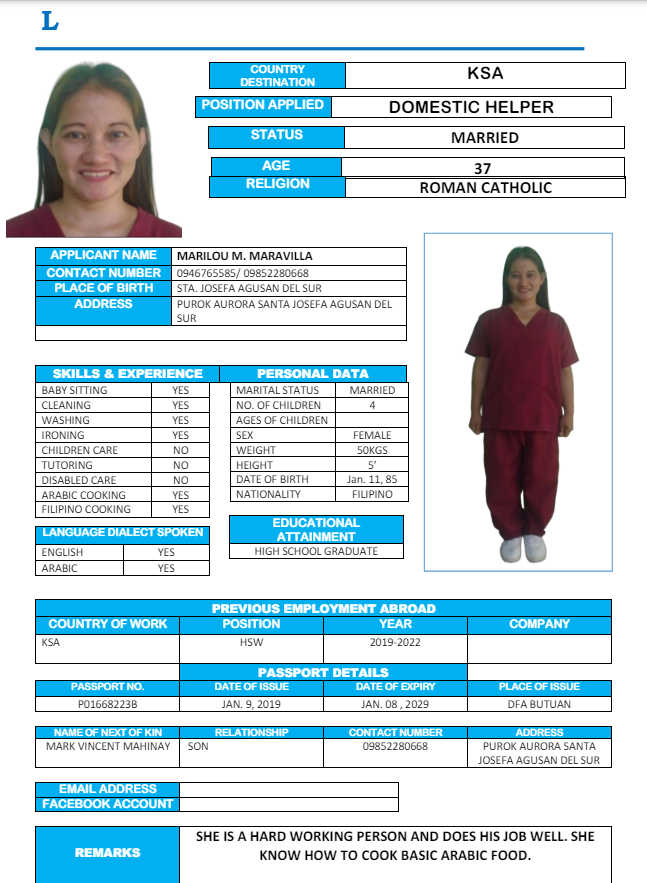 L
COUNTRY DESTINATION KSA
POSITION APPLIED DOMESTIC HELPER
STATUS MARRIED
AGE 37
RELIGION ROMAN CATHOLIC
APPLICANT NAME MARILOU M. MARAVILLA
CONTACT NUMBER 0946765585/ 09852280668
PLACE OF BIRTH STA. JOSEFA AGUSAN DEL SUR
ADDRESS PUROK AURORA SANTA JOSEFA AGUSAN DEL
SUR
SKILLS & EXPERIENCE
BABY SITTING YES
CLEANING YES
WASHING YES
IRONING YES
CHILDREN CARE NO
TUTORING NO
DISABLED CARE NO
ARABIC COOKING YES
FILIPINO COOKING YES
LANGUAGE DIALECT SPOKEN
ENGLISH YES
ARABIC YES
PERSONAL DATA
MARITAL STATUS MARRIED
NO. OF CHILDREN 4
AGES OF CHILDREN
SEX FEMALE
WEIGHT 50KGS
HEIGHT 5’
DATE OF BIRTH Jan. 11, 85
NATIONALITY FILIPINO
EDUCATIONAL
ATTAINMENT
HIGH SCHOOL GRADUATE
PREVIOUS EMPLOYMENT ABROAD
COUNTRY OF WORK POSITION YEAR COMPANY
KSA HSW 2019-2022
PASSPORT DETAILS
PASSPORT NO. DATE OF ISSUE DATE OF EXPIRY PLACE OF ISSUE
P01668223B JAN. 9, 2019 JAN. 08 , 2029 DFA BUTUAN
NAME OF NEXT OF KIN RELATIONSHIP CONTACT NUMBER ADDRESS
MARK VINCENT MAHINAY SON 09852280668 PUROK AURORA SANTA
JOSEFA AGUSAN DEL SUR
EMAIL ADDRESS
FACEBOOK ACCOUNT
REMARKS
SHE IS A HARD WORKING PERSON AND DOES HIS JOB WELL. SHE
KNOW HOW TO COOK BASIC ARABIC FOOD.